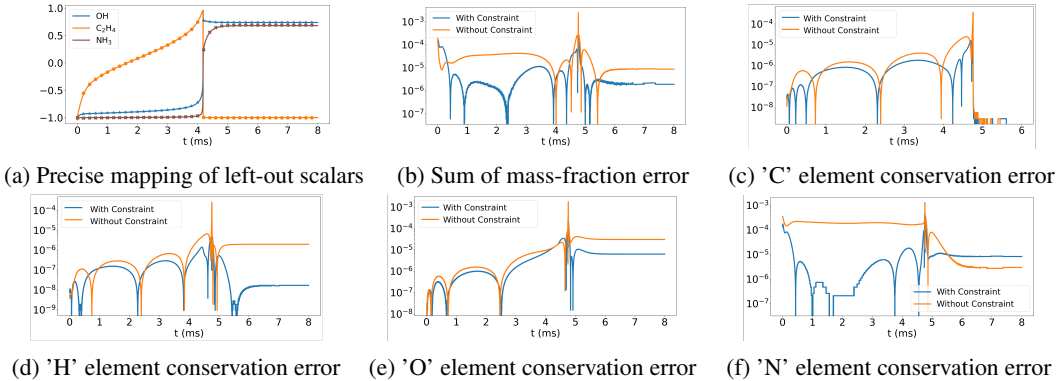 OH
C₂H₄
NH₃
1.0
0.5
0.0
−0.5
−1.0
0 1 2 3 4 5 6 7 8
t (ms)
(a) Precise mapping of left-out scalars
With Constraint
Without Constraint
10⁻³
10⁻⁴
10⁻⁵
10⁻⁶
10⁻⁷
0 1 2 3 4 5 6 7 8
t (ms)
(b) Sum of mass-fraction error
With Constraint
Without Constraint
10⁻⁴
10⁻⁵
10⁻⁶
10⁻⁷
10⁻⁸
0 1 2 3 4 5 6
t (ms)
(c) 'C' element conservation error
With Constraint
Without Constraint
10⁻⁴
10⁻⁵
10⁻⁶
10⁻⁷
10⁻⁸
10⁻⁹
0 1 2 3 4 5 6 7 8
t (ms)
(d) 'H' element conservation error
With Constraint
Without Constraint
10⁻³
10⁻⁴
10⁻⁵
10⁻⁶
10⁻⁷
10⁻⁸
0 1 2 3 4 5 6 7 8
t (ms)
(e) 'O' element conservation error
10⁻³
10⁻⁴
10⁻⁵
10⁻⁶
10⁻⁷
With Constraint
Without Constraint
0 1 2 3 4 5 6 7 8
t (ms)
(f) 'N' element conservation error